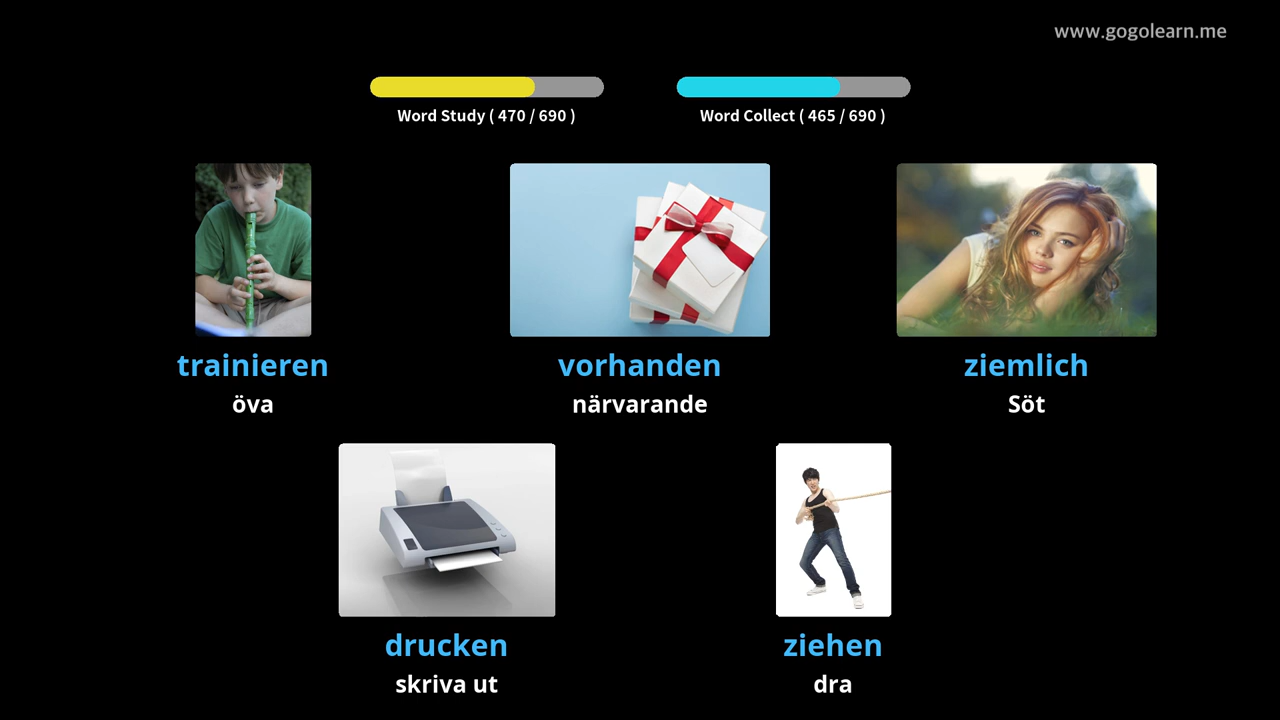 www.gogolearn.me
Word Study ( 470 / 690 )
Word Collect ( 465 / 690 )
trainieren
öva
vorhanden
närvarande
ziemlich
Söt
drucken
skriva ut
ziehen
dra